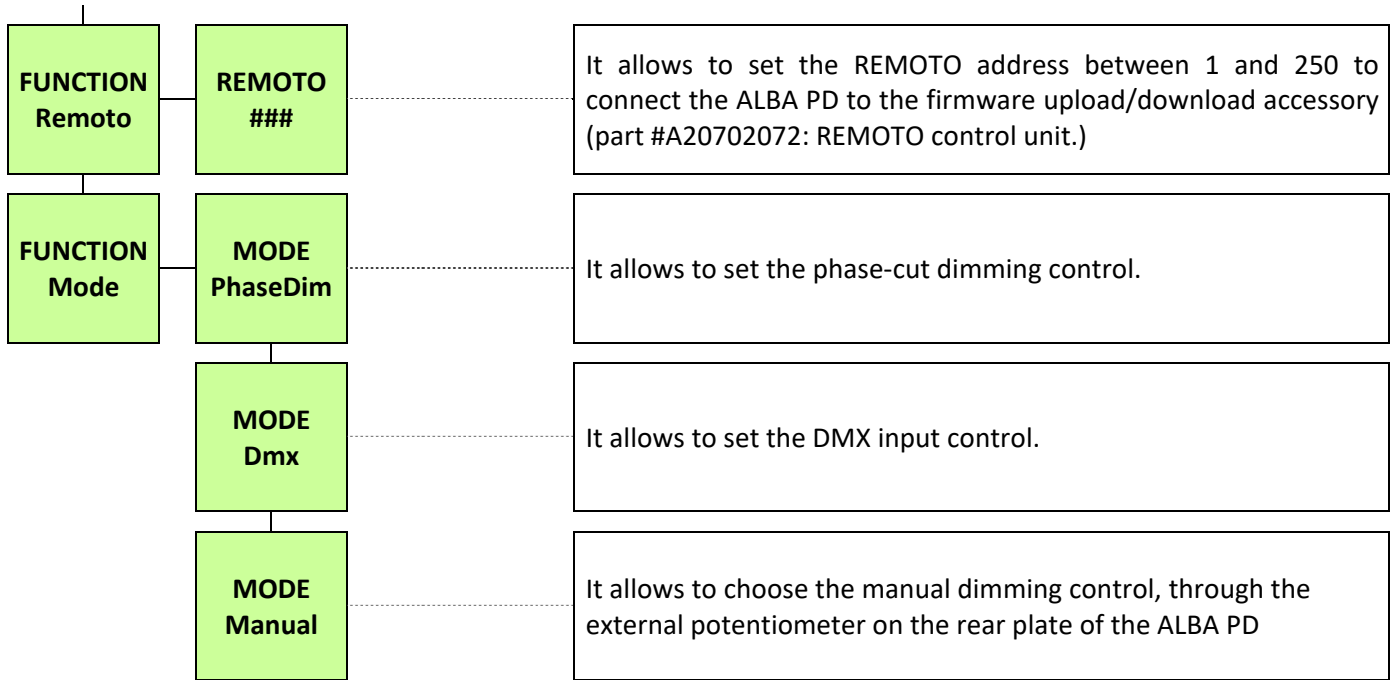 FUNCTION
Remoto
REMOTO
###
It allows to set the REMOTO address between 1 and 250 to
connect the ALBA PD to the firmware upload/download accessory
(part #A20702072: REMOTO control unit.)
FUNCTION
Mode
MODE
PhaseDim
It allows to set the phase-cut dimming control.
MODE
Dmx
It allows to set the DMX input control.
MODE
Manual
It allows to choose the manual dimming control, through the
external potentiometer on the rear plate of the ALBA PD